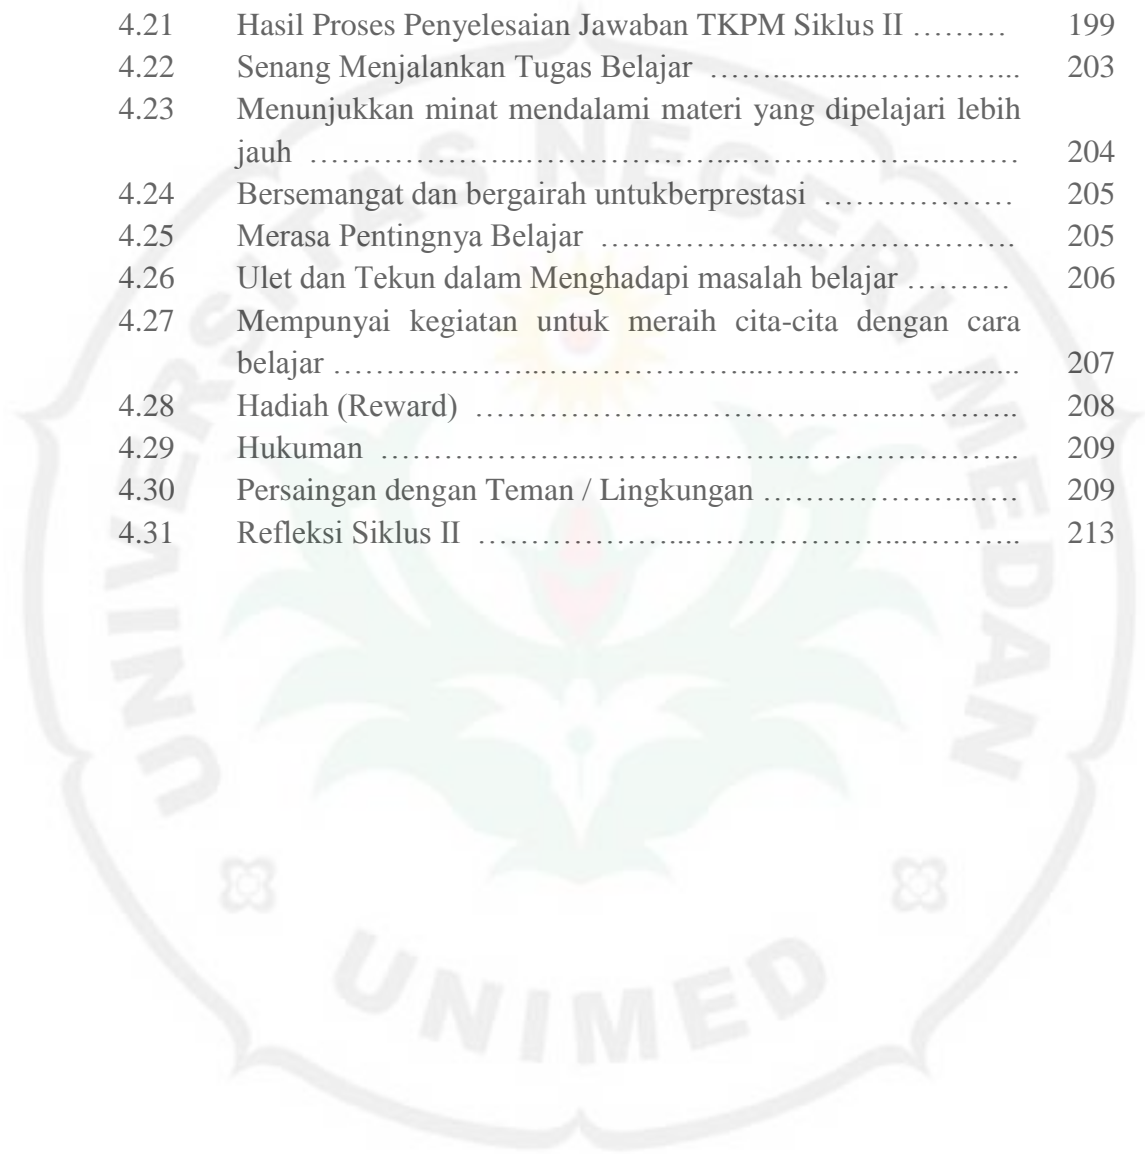 4.21 Hasil Proses Penyelesaian Jawaban TKPM Siklus II ……… 199
4.22 Senang Menjalankan Tugas Belajar ……...........…………... 203
4.23 Menunjukkan minat mendalami materi yang dipelajari lebih
jauh ………………...………………...………………...…… 204
4.24 Bersemangat dan bergairah untukberprestasi ……………… 205
4.25 Merasa Pentingnya Belajar ………………...………………. 205
4.26 Ulet dan Tekun dalam Menghadapi masalah belajar ………. 206
4.27 Mempunyai kegiatan untuk meraih cita-cita dengan cara
belajar ………………...………………...………………........ 207
4.28 Hadiah (Reward) ………………...………………...……….. 208
4.29 Hukuman ………………...………………...……………….. 209
4.30 Persaingan dengan Teman / Lingkungan ………………...…. 209
4.31 Refleksi Siklus II ………………...………………...……….. 213
UNIVERSITAS NEGERI MEDAN
UNIMED